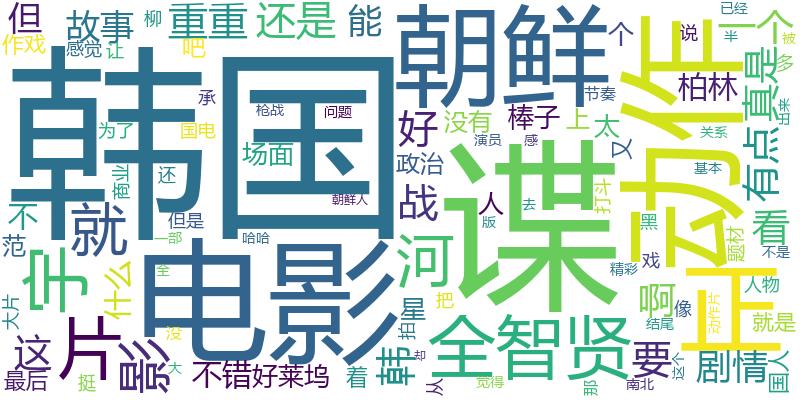 但
故事
重重
还是
能
朝鲜
动作
一个
已经
半
被
作戏
感觉
柳
让
吧
个
说
多
韩国
承
枪战
问题
节奏
柏林
真是
出来
为了
国电
好
没有
棒子
上
太
演员
感
又
关系
有点
商业
还
场面
政治
谍
打斗
基本
不
就
朝鲜人
战
人
去
版
黑
题材
看
范
宇
什么
但是
一部
哈哈
电影
河
精彩
戏
不是
大片
全
把
星
啊
像
人物
动作片
下
没
拍
全智贤
结尾
就是
这
片
影
韩
却
要
剧情
国人
最后
挺
大
不错
好莱坞
着
从
觉得
那
南北
这个